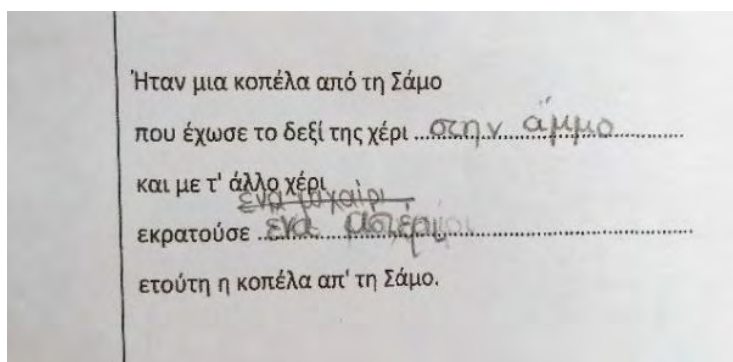 Ήταν μια κοπέλα από τη Σάμο
που έχωσε το δεξί της χέρι ...στην άμμο...
και με τ' άλλο χέρι
ένα μαχαίρι
εκρατούσε ...ένα αστέρι...
ετούτη η κοπέλα απ' τη Σάμο.